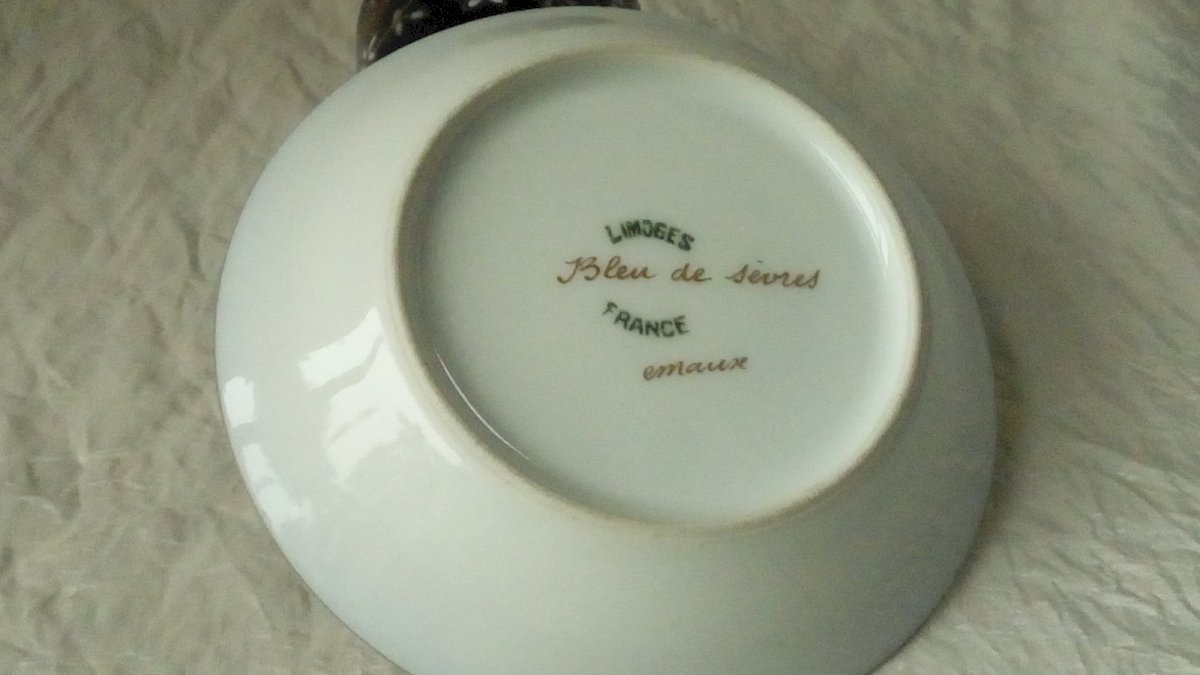 LIMOGES
Bleu de sèvres
FRANCE
emaux